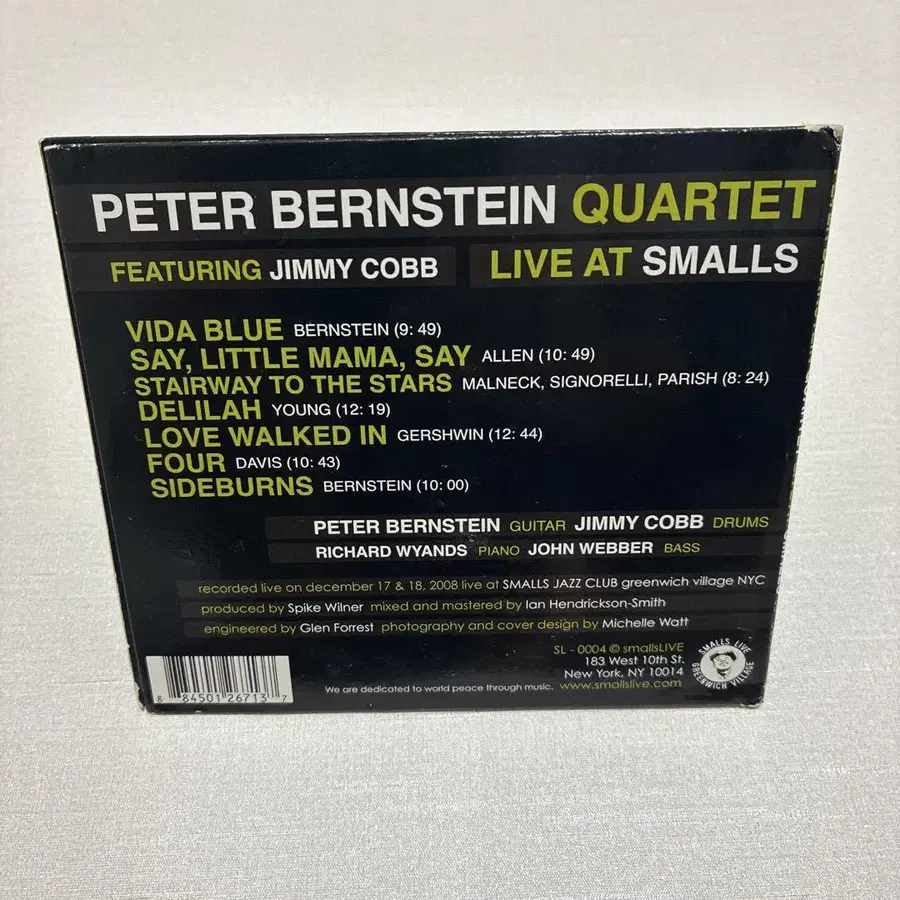 PETER BERNSTEIN QUARTET
FEATURING JIMMY COBB LIVE AT SMALLS
VIDA BLUE BERNSTEIN (9: 49)
SAY, LITTLE MAMA, SAY ALLEN (10: 49)
STAIRWAY TO THE STARS MALNECK, SIGNORELLI, PARISH (8: 24)
DELILAH YOUNG (12: 19)
LOVE WALKED IN GERSHWIN (12: 44)
FOUR DAVIS (10: 43)
SIDEBURNS BERNSTEIN (10: 00)
PETER BERNSTEIN GUITAR JIMMY COBB DRUMS
RICHARD WYANDS PIANO JOHN WEBBER BASS
recorded live on december 17 & 18, 2008 live at SMALLS JAZZ CLUB greenwich village NYC
produced by Spike Wilner mixed and mastered by Ian Hendrickson-Smith
engineered by Glen Forrest photography and cover design by Michelle Watt
SL - 0004 © smallsLIVE
183 West 10th St.
New York, NY 10014
We are dedicated to world peace through music. www.smallslive.com
SMALLS LIVE
GREENWICH VILLAGE
8 84501 26713 7